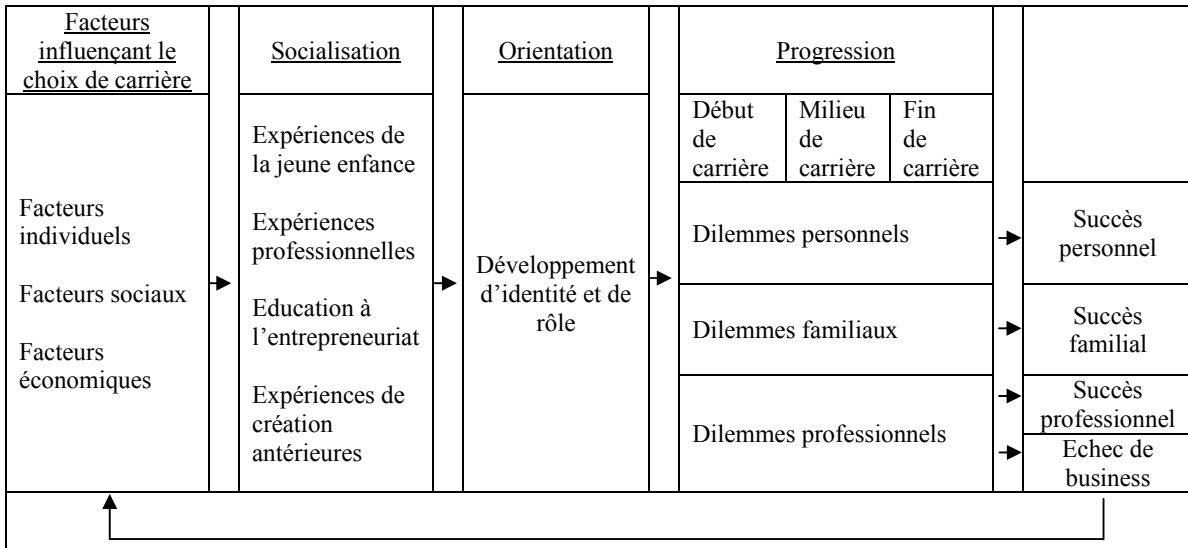 Facteurs
influençant le
choix de carrière
Facteurs
individuels
Facteurs sociaux
Facteurs
économiques
Socialisation
Expériences de
la jeune enfance
Expériences
professionnelles
Education à
l'entrepreneuriat
Expériences de
création
antérieures
Orientation
Développement
d'identité et de
rôle
Progression
Début
de
carrière
Milieu
de
carrière
Fin
de
carrière
Dilemmes personnels
Dilemmes familiaux
Dilemmes professionnels
Succès
personnel
Succès
familial
Succès
professionnel
Echec de
business